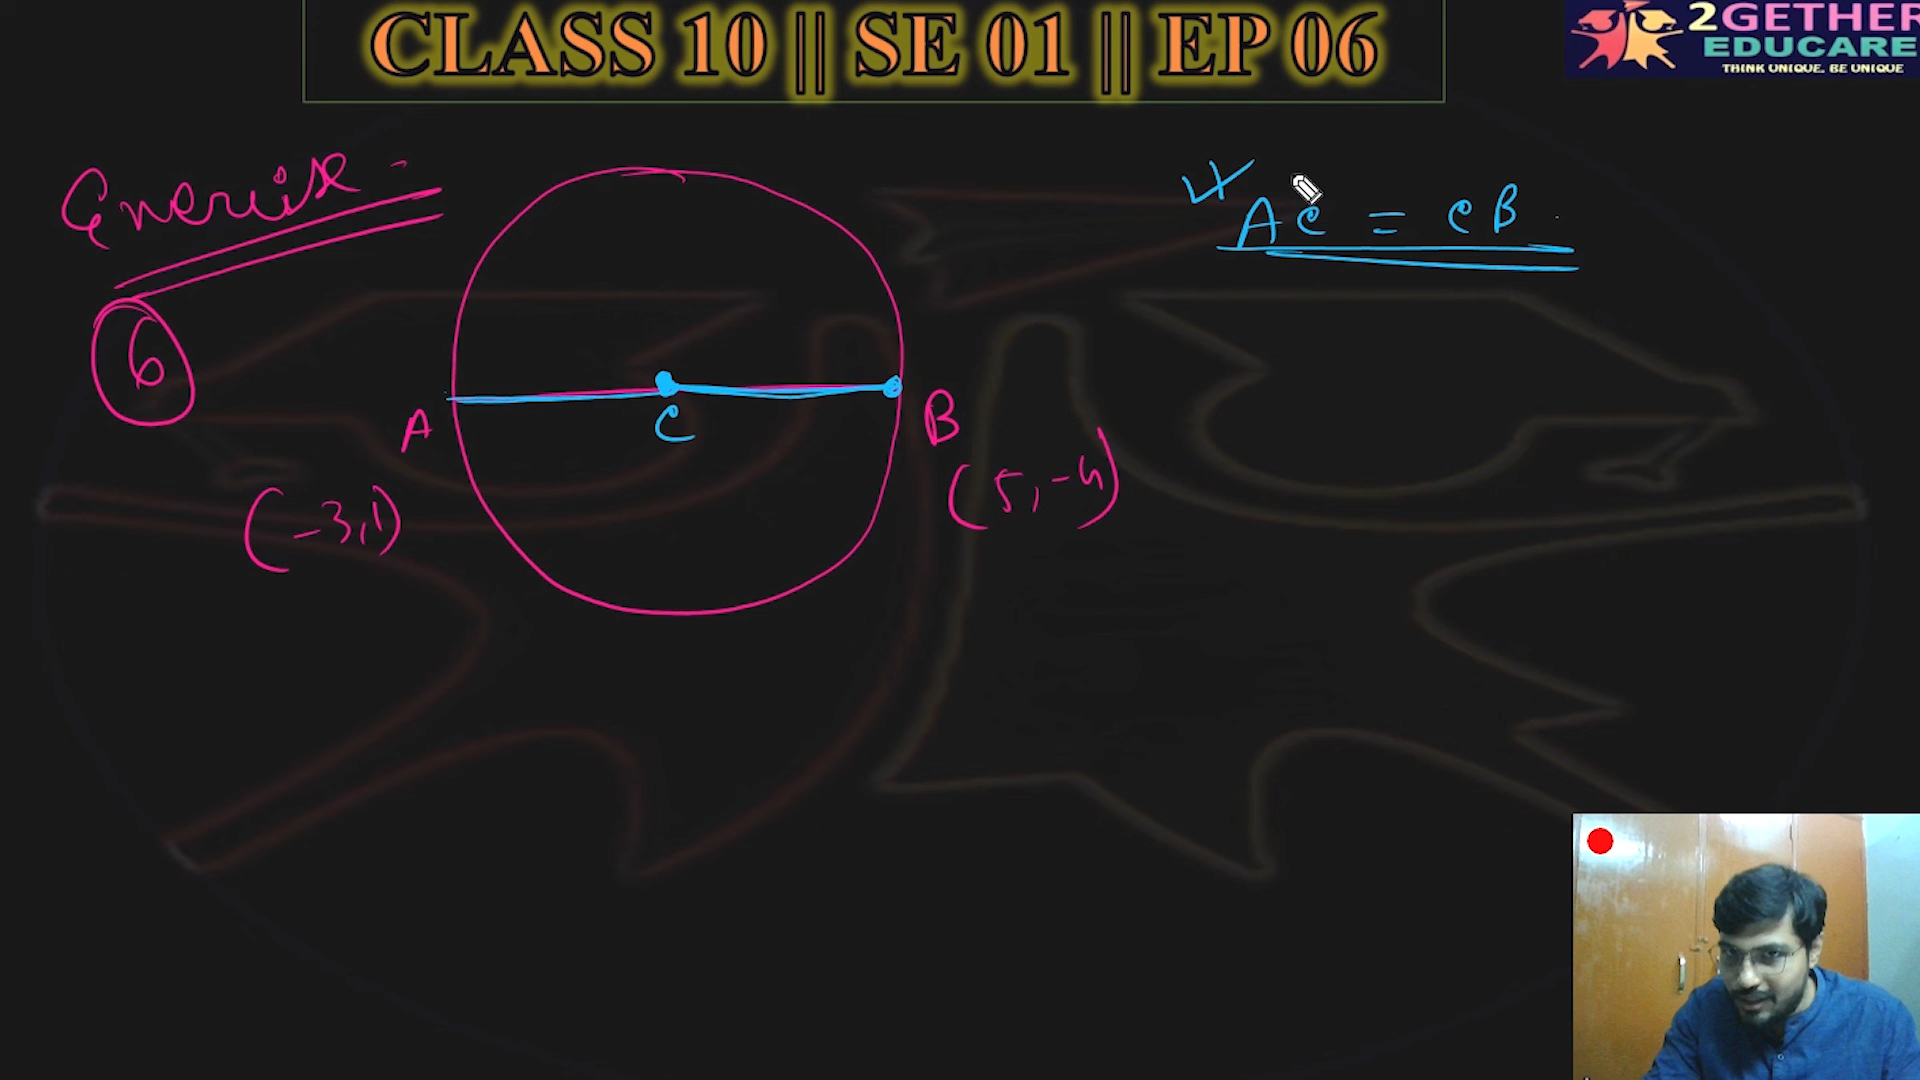 CLASS 10 || SE 01 || EP 06
2GETHER
EDUCARE
THINK UNIQUE. BE UNIQUE
Exercise -
6
AC = CB
C
A
B
(-3,1)
(5,-4)